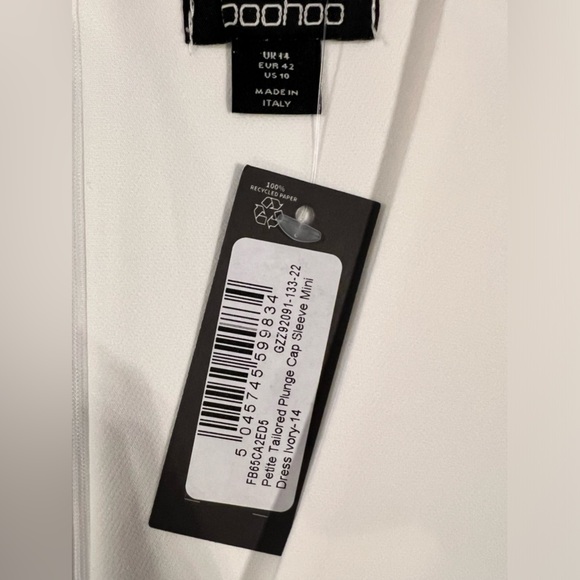 boohoo
UK 14
EUR 42
US 10
MADE IN
ITALY
100%
RECYCLED PAPER
5 045745 599834
GZZ92091-133-22
FB65CA2ED5
Petite Tailored Plunge Cap Sleeve Mini
Dress Ivory-14